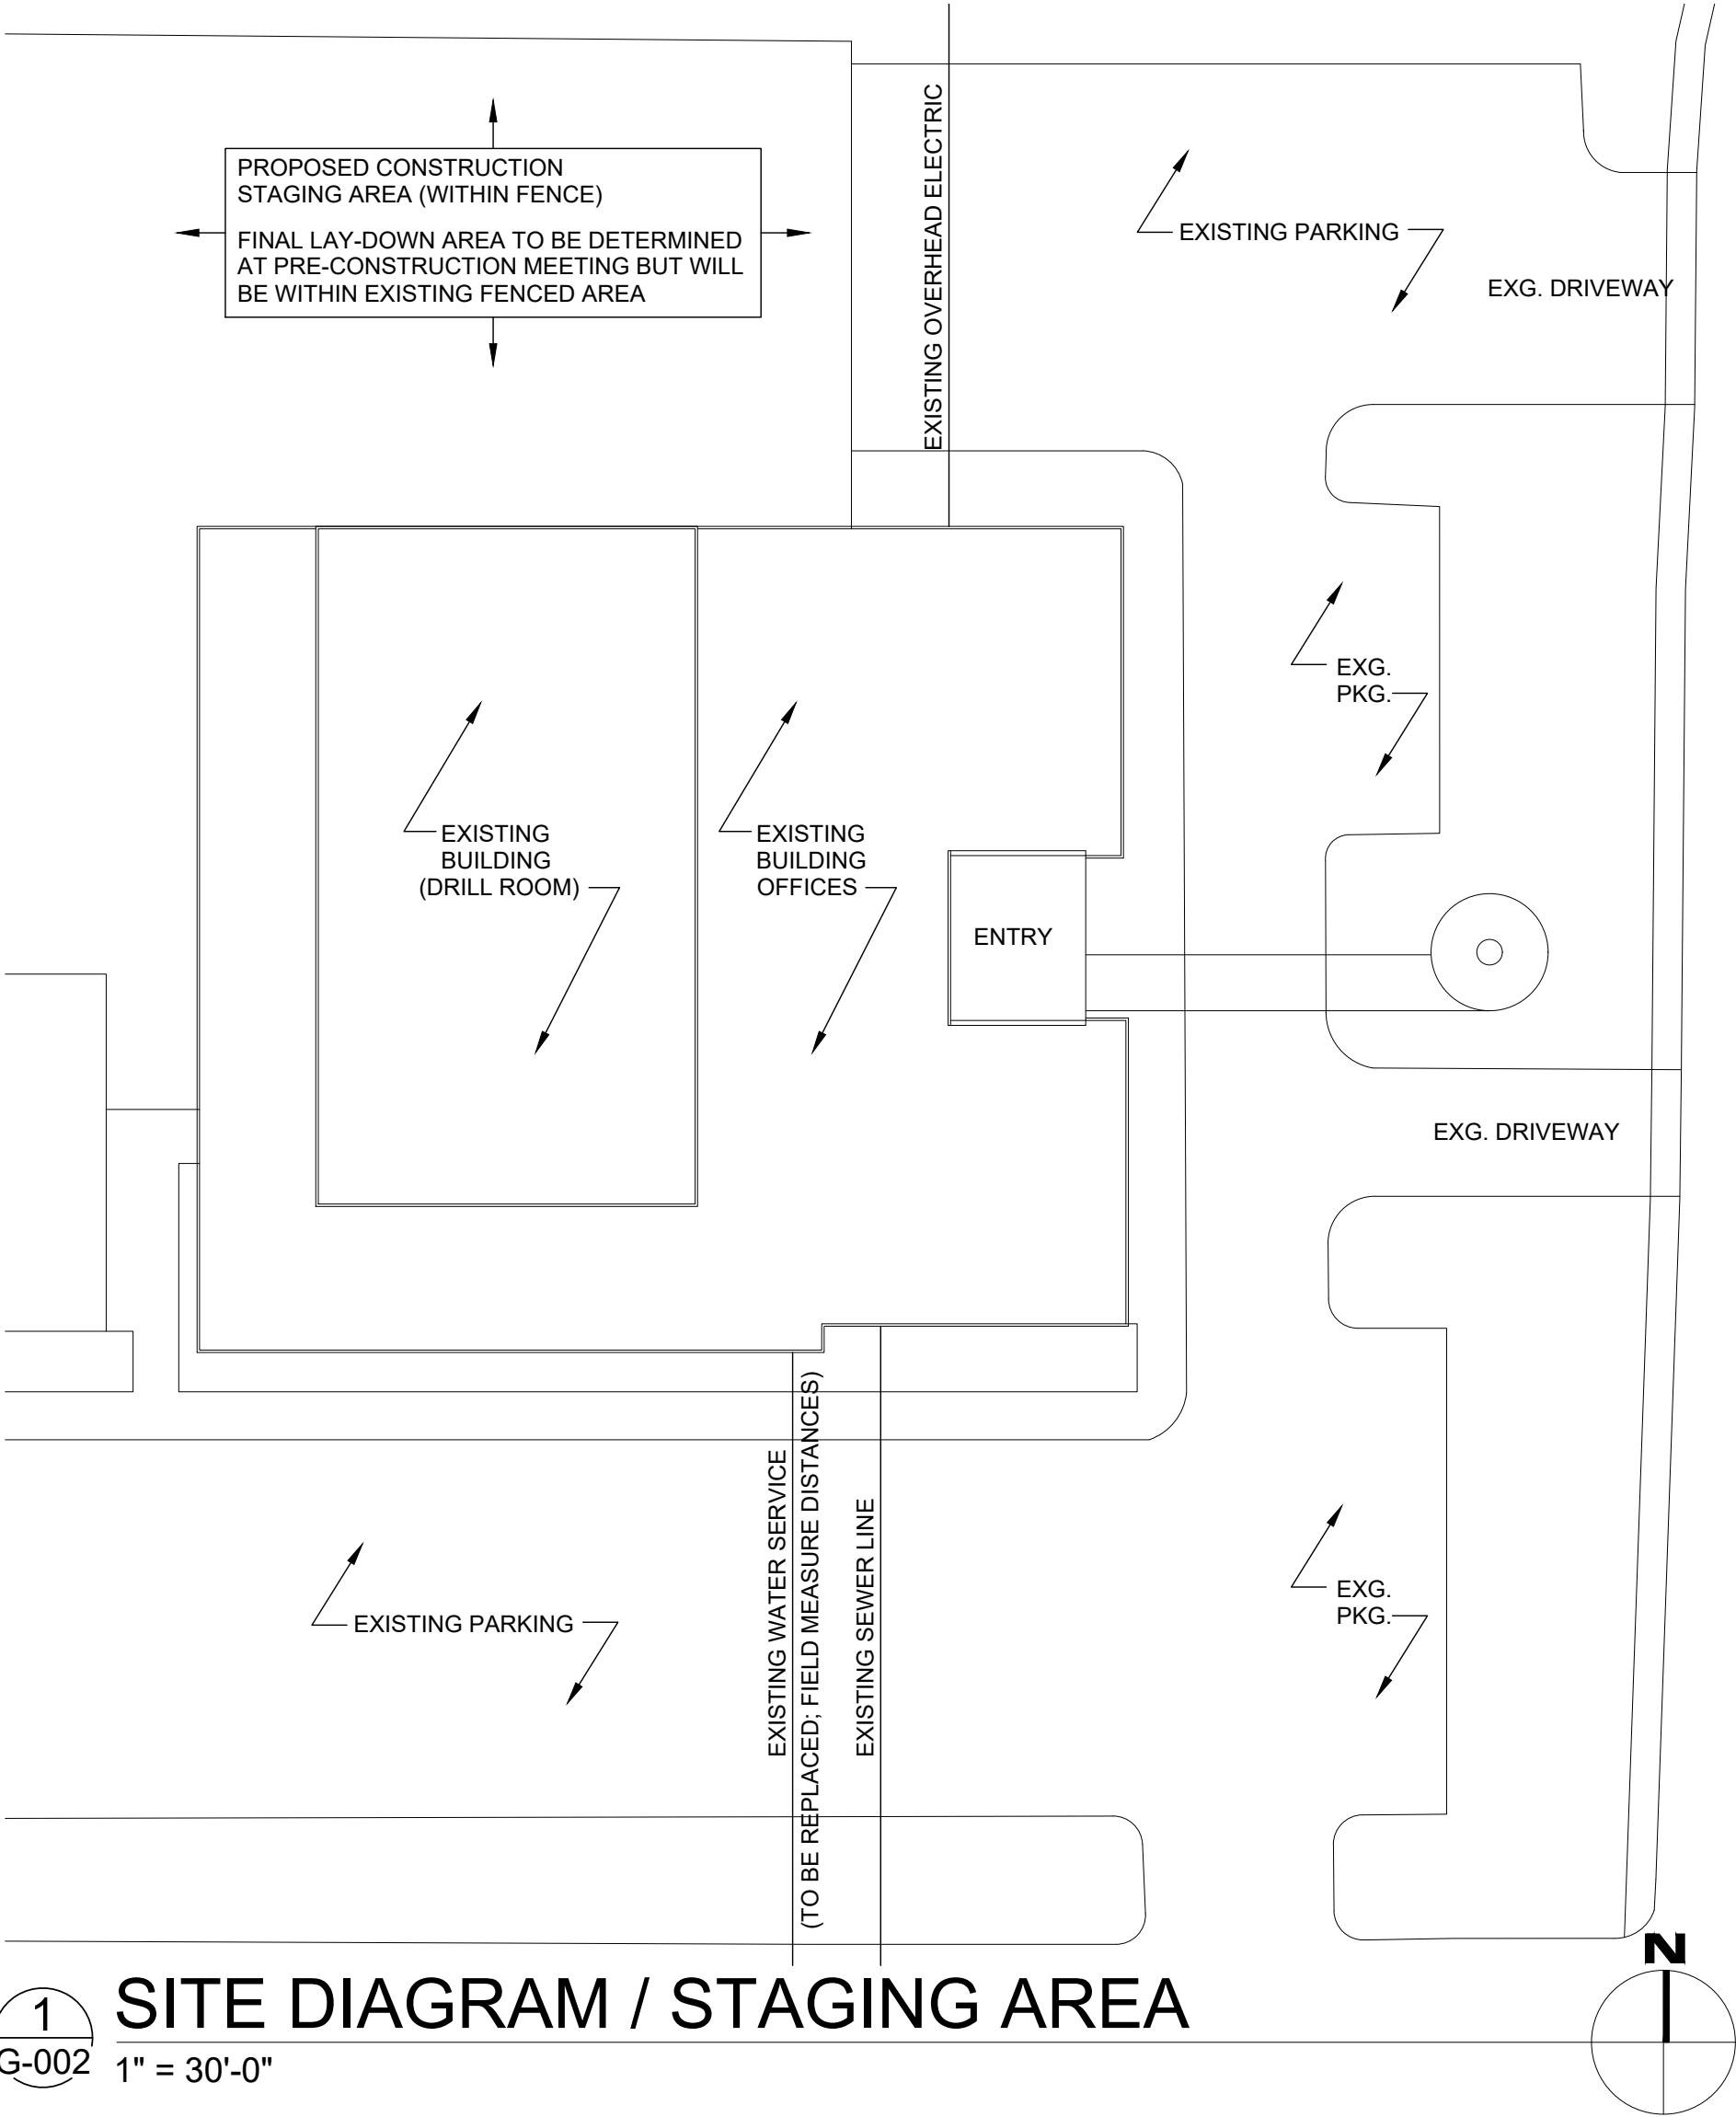 PROPOSED CONSTRUCTION
STAGING AREA (WITHIN FENCE)
FINAL LAY-DOWN AREA TO BE DETERMINED
AT PRE-CONSTRUCTION MEETING BUT WILL
BE WITHIN EXISTING FENCED AREA
EXISTING OVERHEAD ELECTRIC
EXISTING PARKING
EXG. DRIVEWAY
EXG.
PKG.
EXISTING
BUILDING
(DRILL ROOM)
EXISTING
BUILDING
OFFICES
ENTRY
EXG. DRIVEWAY
EXISTING WATER SERVICE
(TO BE REPLACED; FIELD MEASURE DISTANCES)
EXISTING SEWER LINE
EXISTING PARKING
EXG.
PKG.
N
1
G-002
SITE DIAGRAM / STAGING AREA
1" = 30'-0"